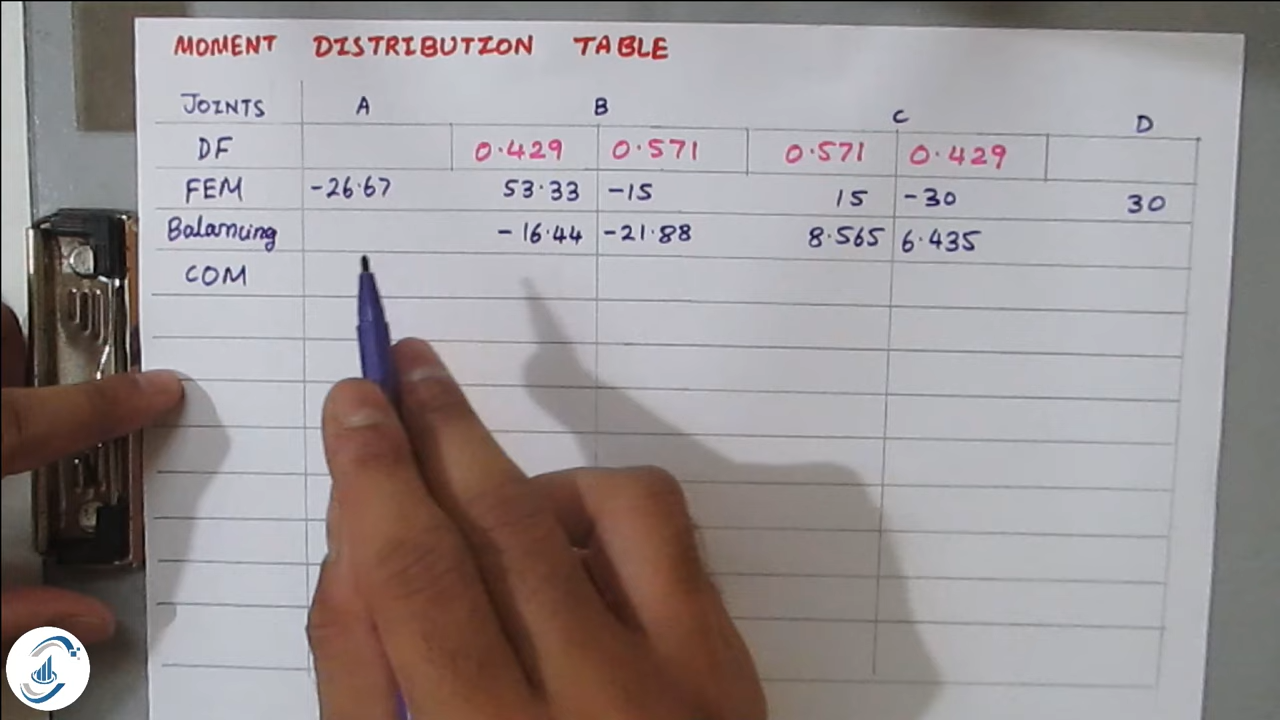 MOMENT DISTRIBUTION TABLE
JOINTS A B C D
DF 0.429 0.571 0.571 0.429
FEM -26.67 53.33 -15 15 -30 30
Balancing -16.44 -21.88 8.565 6.435
COM